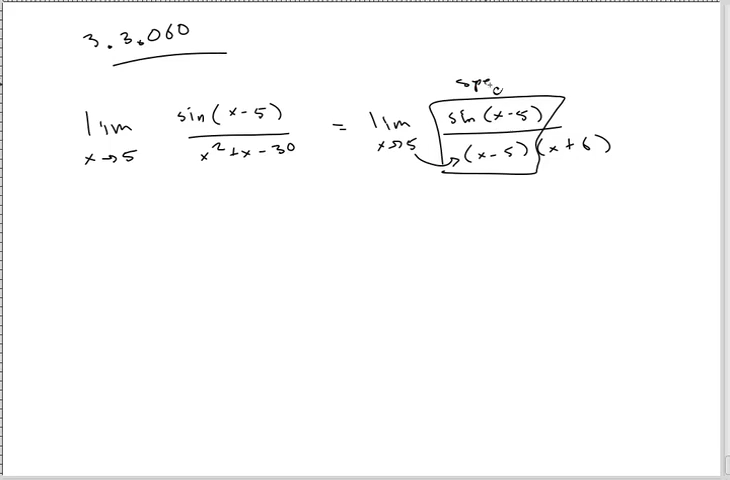 3.3.060
spec
lim x→5 sin(x-5) / x²+x-30 = lim x→5 sin(x-5) / (x-5)(x+6)